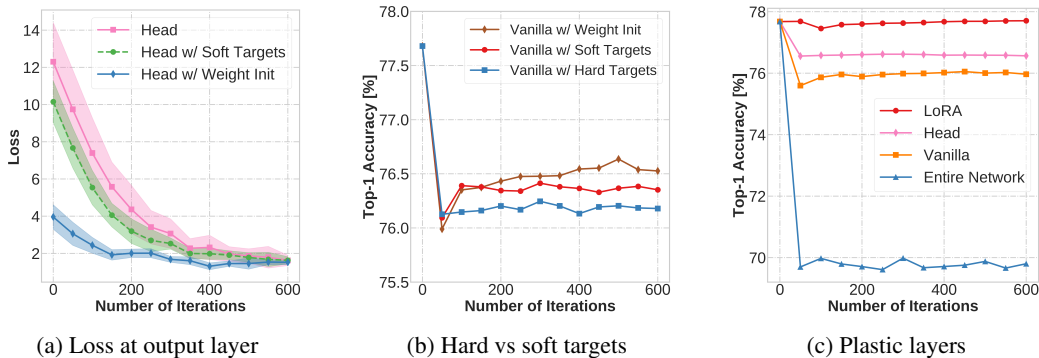 14
12
10
8
6
4
2
0
200
400
600
Loss
Number of Iterations
Head
Head w/ Soft Targets
Head w/ Weight Init
(a) Loss at output layer
78.0
77.5
77.0
76.5
76.0
75.5
0
200
400
600
Top-1 Accuracy [%]
Number of Iterations
Vanilla w/ Weight Init
Vanilla w/ Soft Targets
Vanilla w/ Hard Targets
(b) Hard vs soft targets
78
76
74
72
70
0
200
400
600
Top-1 Accuracy [%]
Number of Iterations
LoRA
Head
Vanilla
Entire Network
(c) Plastic layers